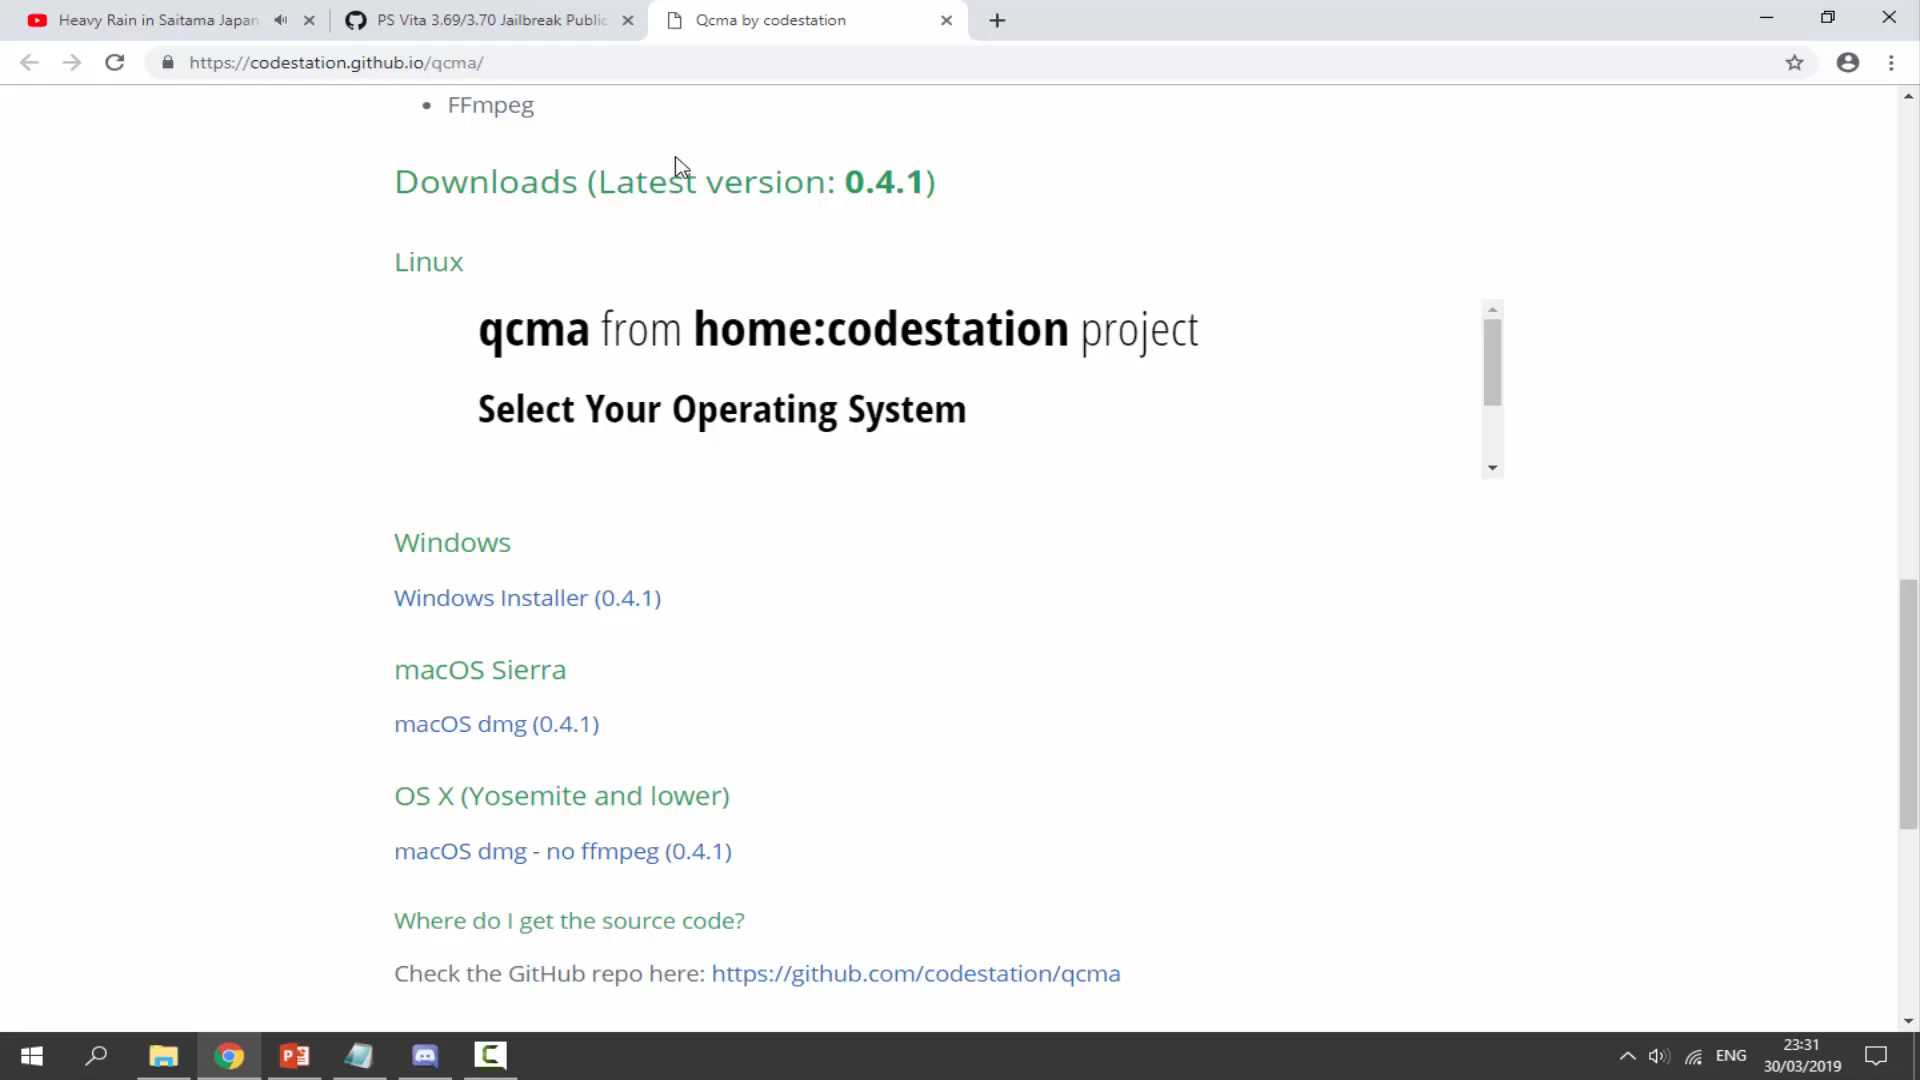 Heavy Rain in Saitama Japan
PS Vita 3.69/3.70 Jailbreak Public
Qcma by codestation
https://codestation.github.io/qcma/
• FFmpeg
Downloads (Latest version: 0.4.1)
Linux
qcma from home:codestation project
Select Your Operating System
Windows
Windows Installer (0.4.1)
macOS Sierra
macOS dmg (0.4.1)
OS X (Yosemite and lower)
macOS dmg - no ffmpeg (0.4.1)
Where do I get the source code?
Check the GitHub repo here: https://github.com/codestation/qcma
ENG
23:31
30/03/2019